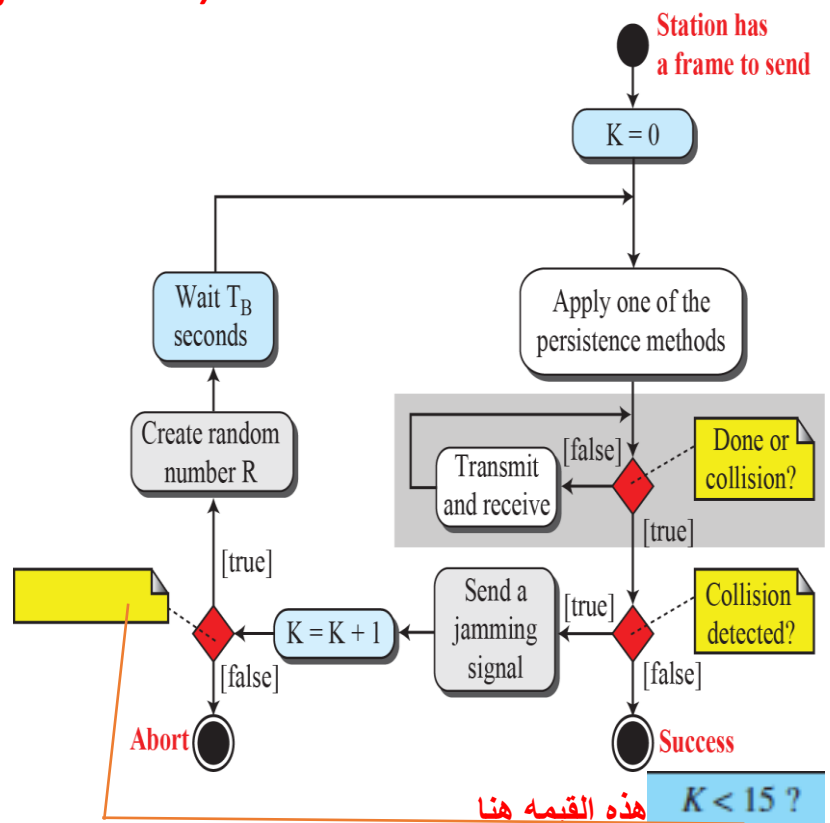 Station has
a frame to send
K = 0
Wait T_B
seconds
Apply one of the
persistence methods
Create random
number R
[false]
Transmit
and receive
Done or
collision?
[true]
[true]
Send a
jamming
signal
[true]
Collision
detected?
K = K + 1
[false]
[false]
Abort
Success
هذه القيمه هنا
K < 15 ?